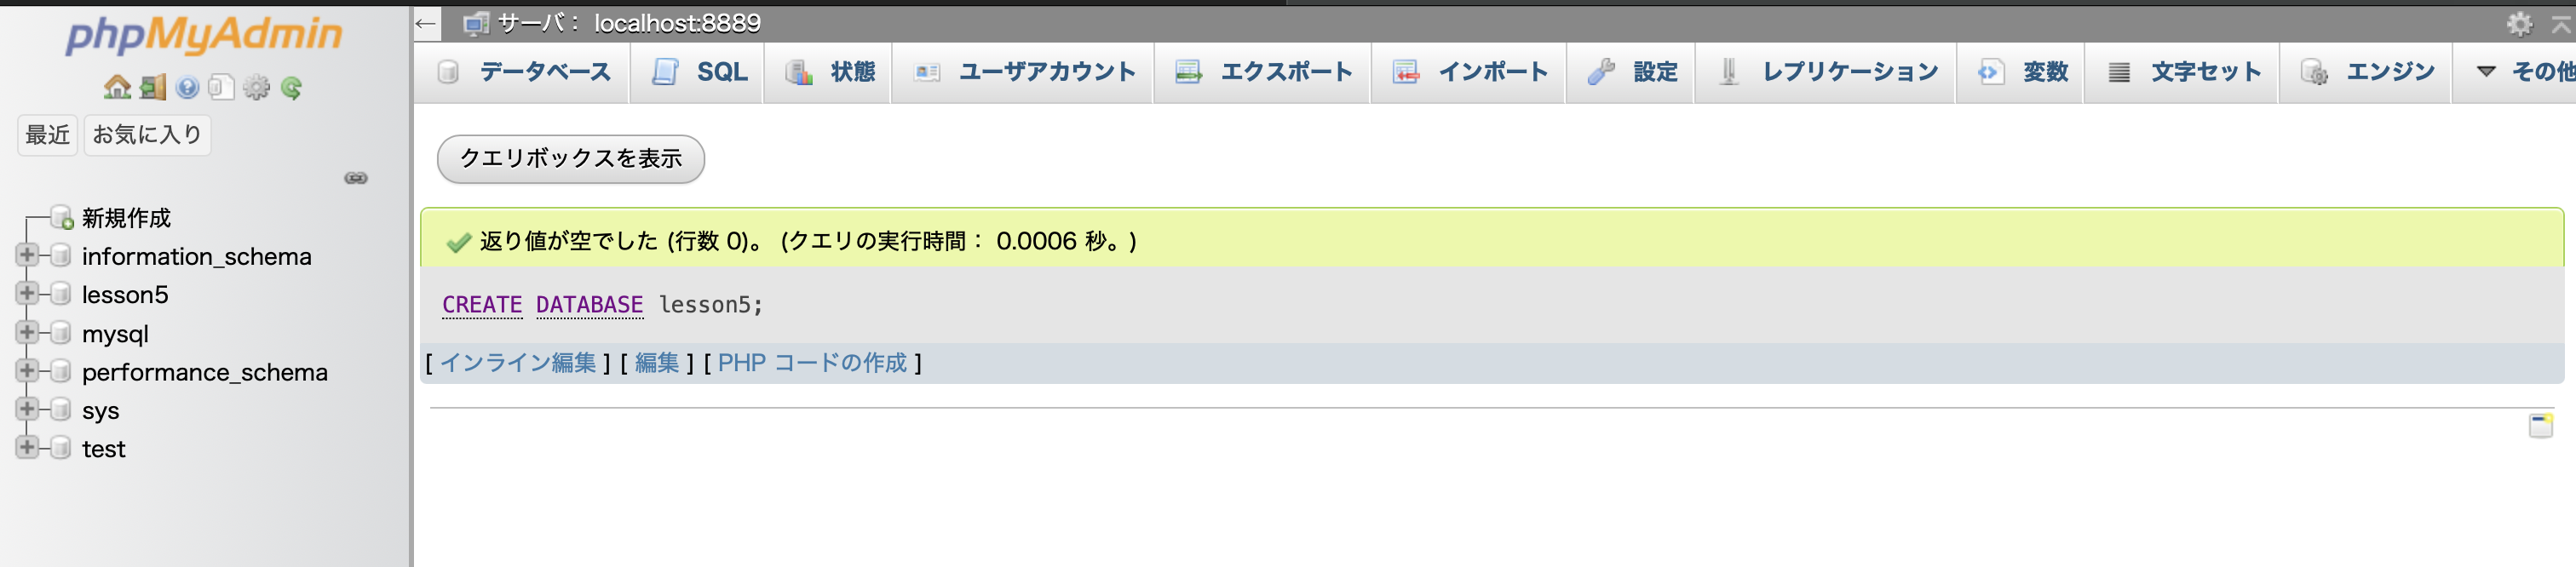 phpMyAdmin
最近 お気に入り
新規作成
information_schema
lesson5
mysql
performance_schema
sys
test
← サーバ： localhost:8889
データベース SQL 状態 ユーザアカウント エクスポート インポート 設定 レプリケーション 変数 文字セット エンジン その他
クエリボックスを表示
返り値が空でした (行数 0)。 (クエリの実行時間： 0.0006 秒。)
CREATE DATABASE lesson5;
[ インライン編集 ] [ 編集 ] [ PHP コードの作成 ]